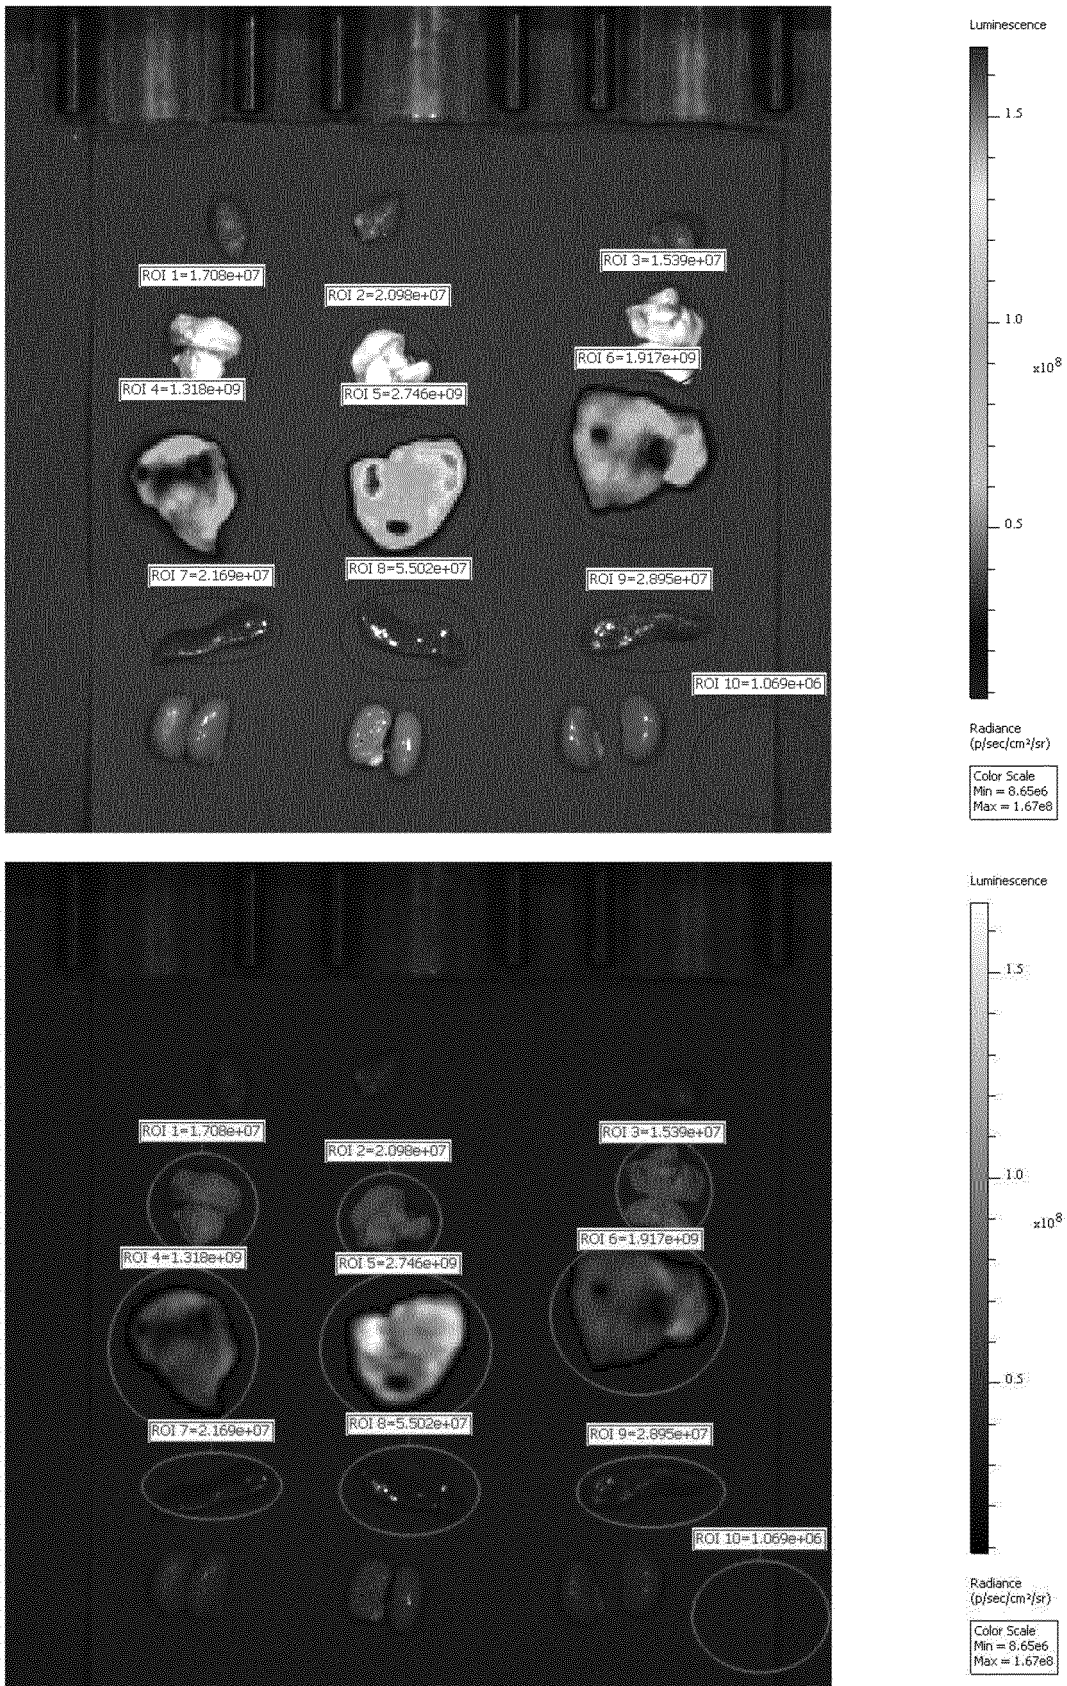 Luminescence
1.5
ROI 3=1.539e+07
ROI 1=1.708e+07
ROI 2=2.098e+07
1.0
ROI 6=1.917e+09
x10⁸
ROI 4=1.318e+09
ROI 5=2.746e+09
0.5
ROI 8=5.502e+07
ROI 7=2.169e+07
ROI 9=2.895e+07
ROI 10=1.069e+06
Radiance
(p/sec/cm²/sr)
Color Scale
Min = 8.65e6
Max = 1.67e8
Luminescence
1.5
ROI 1=1.708e+07
ROI 3=1.539e+07
ROI 2=2.098e+07
1.0
x10⁸
ROI 6=1.917e+09
ROI 4=1.318e+09
ROI 5=2.746e+09
0.5
ROI 8=5.502e+07
ROI 7=2.169e+07
ROI 9=2.895e+07
ROI 10=1.069e+06
Radiance
(p/sec/cm²/sr)
Color Scale
Min = 8.65e6
Max = 1.67e8